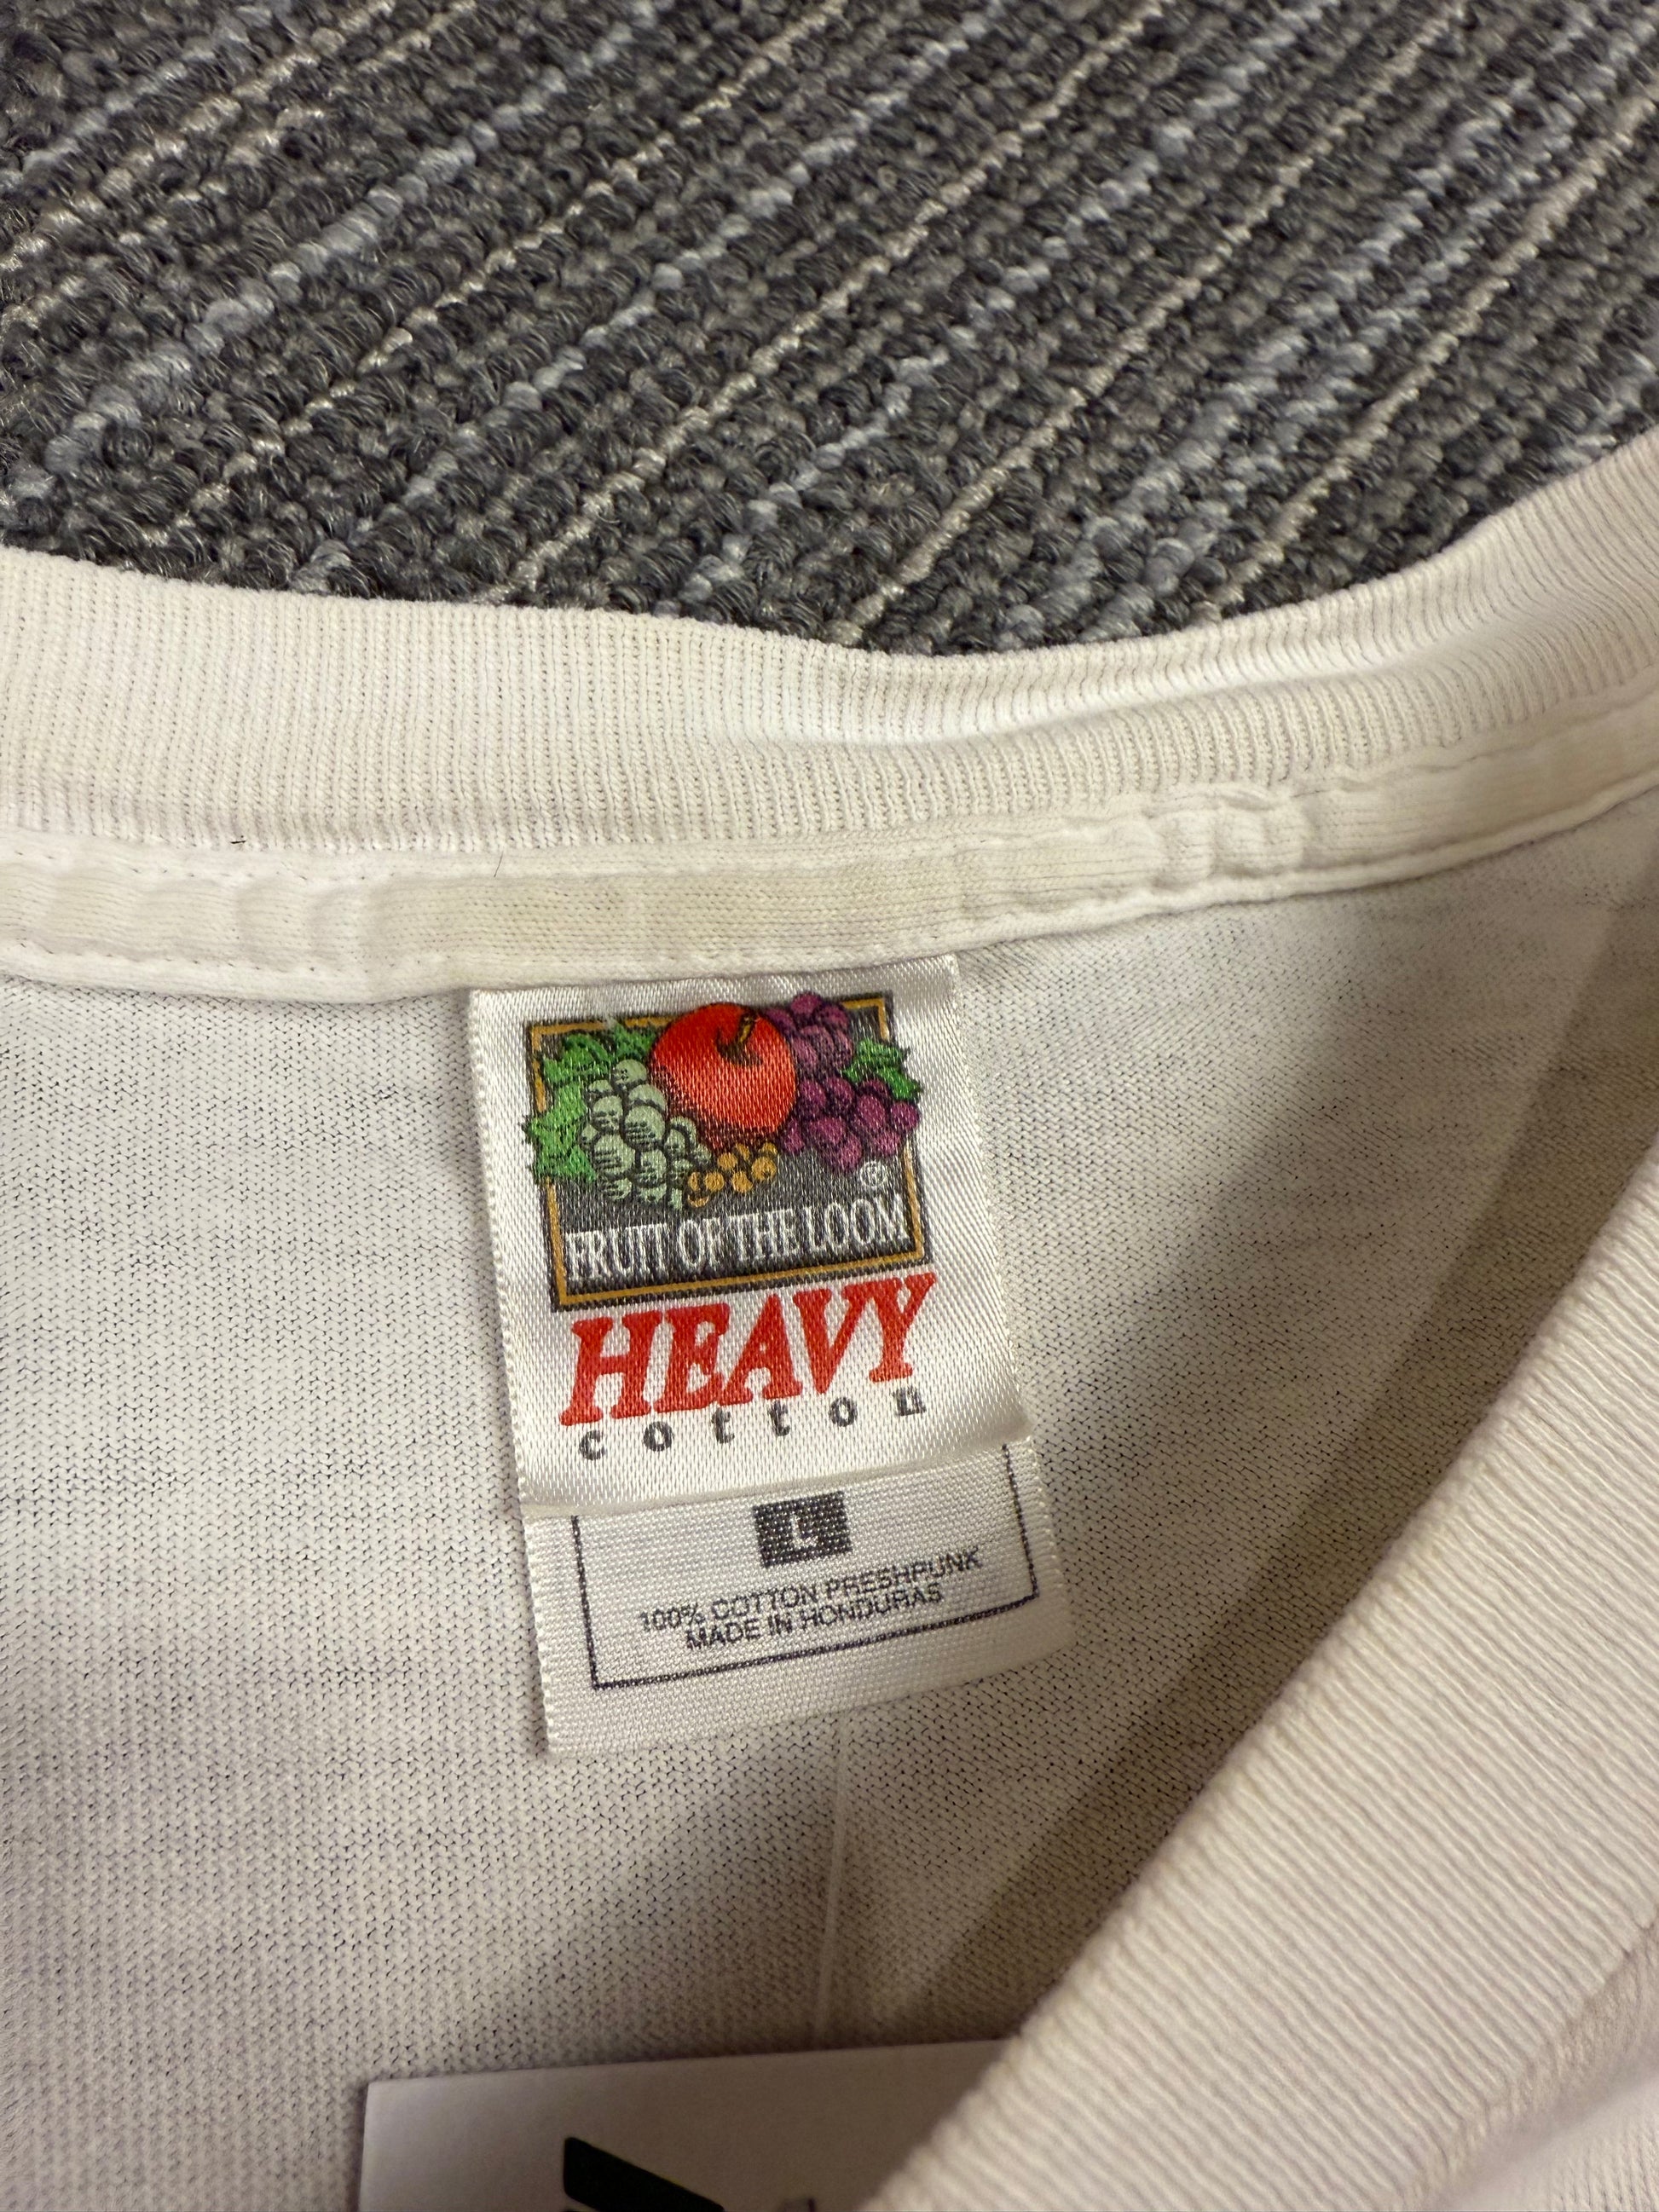 ®
FRUIT OF THE LOOM
HEAVY
cotton
L
100% COTTON PRESHRUNK
MADE IN HONDURAS